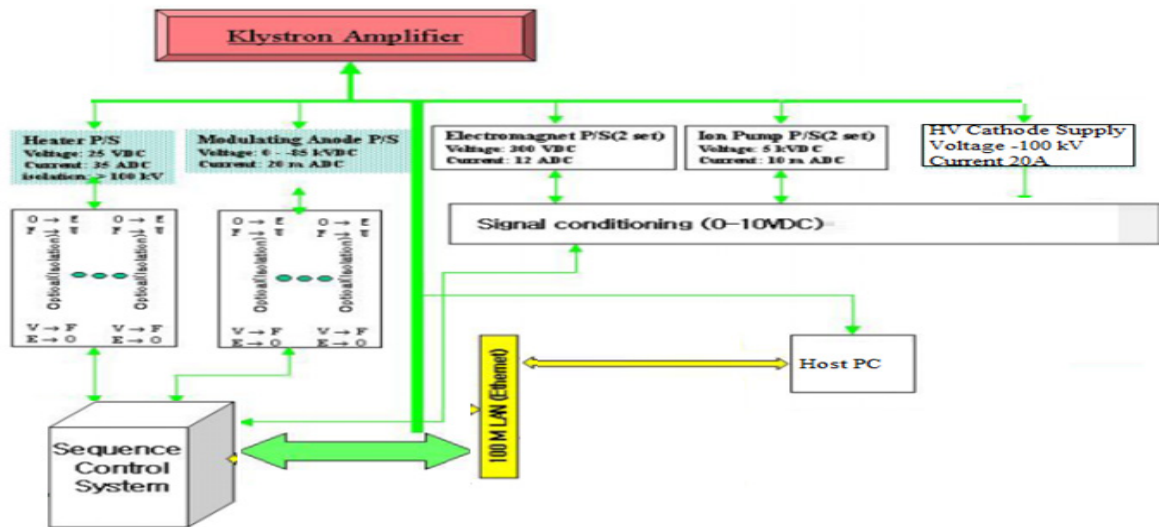 Klystron Amplifier
Heater P/S
Voltage: 25 VDC
Current: 35 ADC
isolation: > 100 kV
Modulating Anode P/S
Voltage: 0 ~ -85 kVDC
Current: 20 m ADC
Electromagnet P/S(2 set)
Voltage: 300 VDC
Current: 12 ADC
Ion Pump P/S(2 set)
Voltage: 5 kVDC
Current: 10 m ADC
HV Cathode Supply
Voltage -100 kV
Current 20A
O → E O → E
Optical(Isolation) Optical(Isolation)
V → F V → F
E → O E → O
O → E O → E
Optical(Isolation) Optical(Isolation)
V → F V → F
E → O E → O
Signal conditioning (0-10VDC)
100 M LAN (Ethernet)
Host PC
Sequence
Control
System